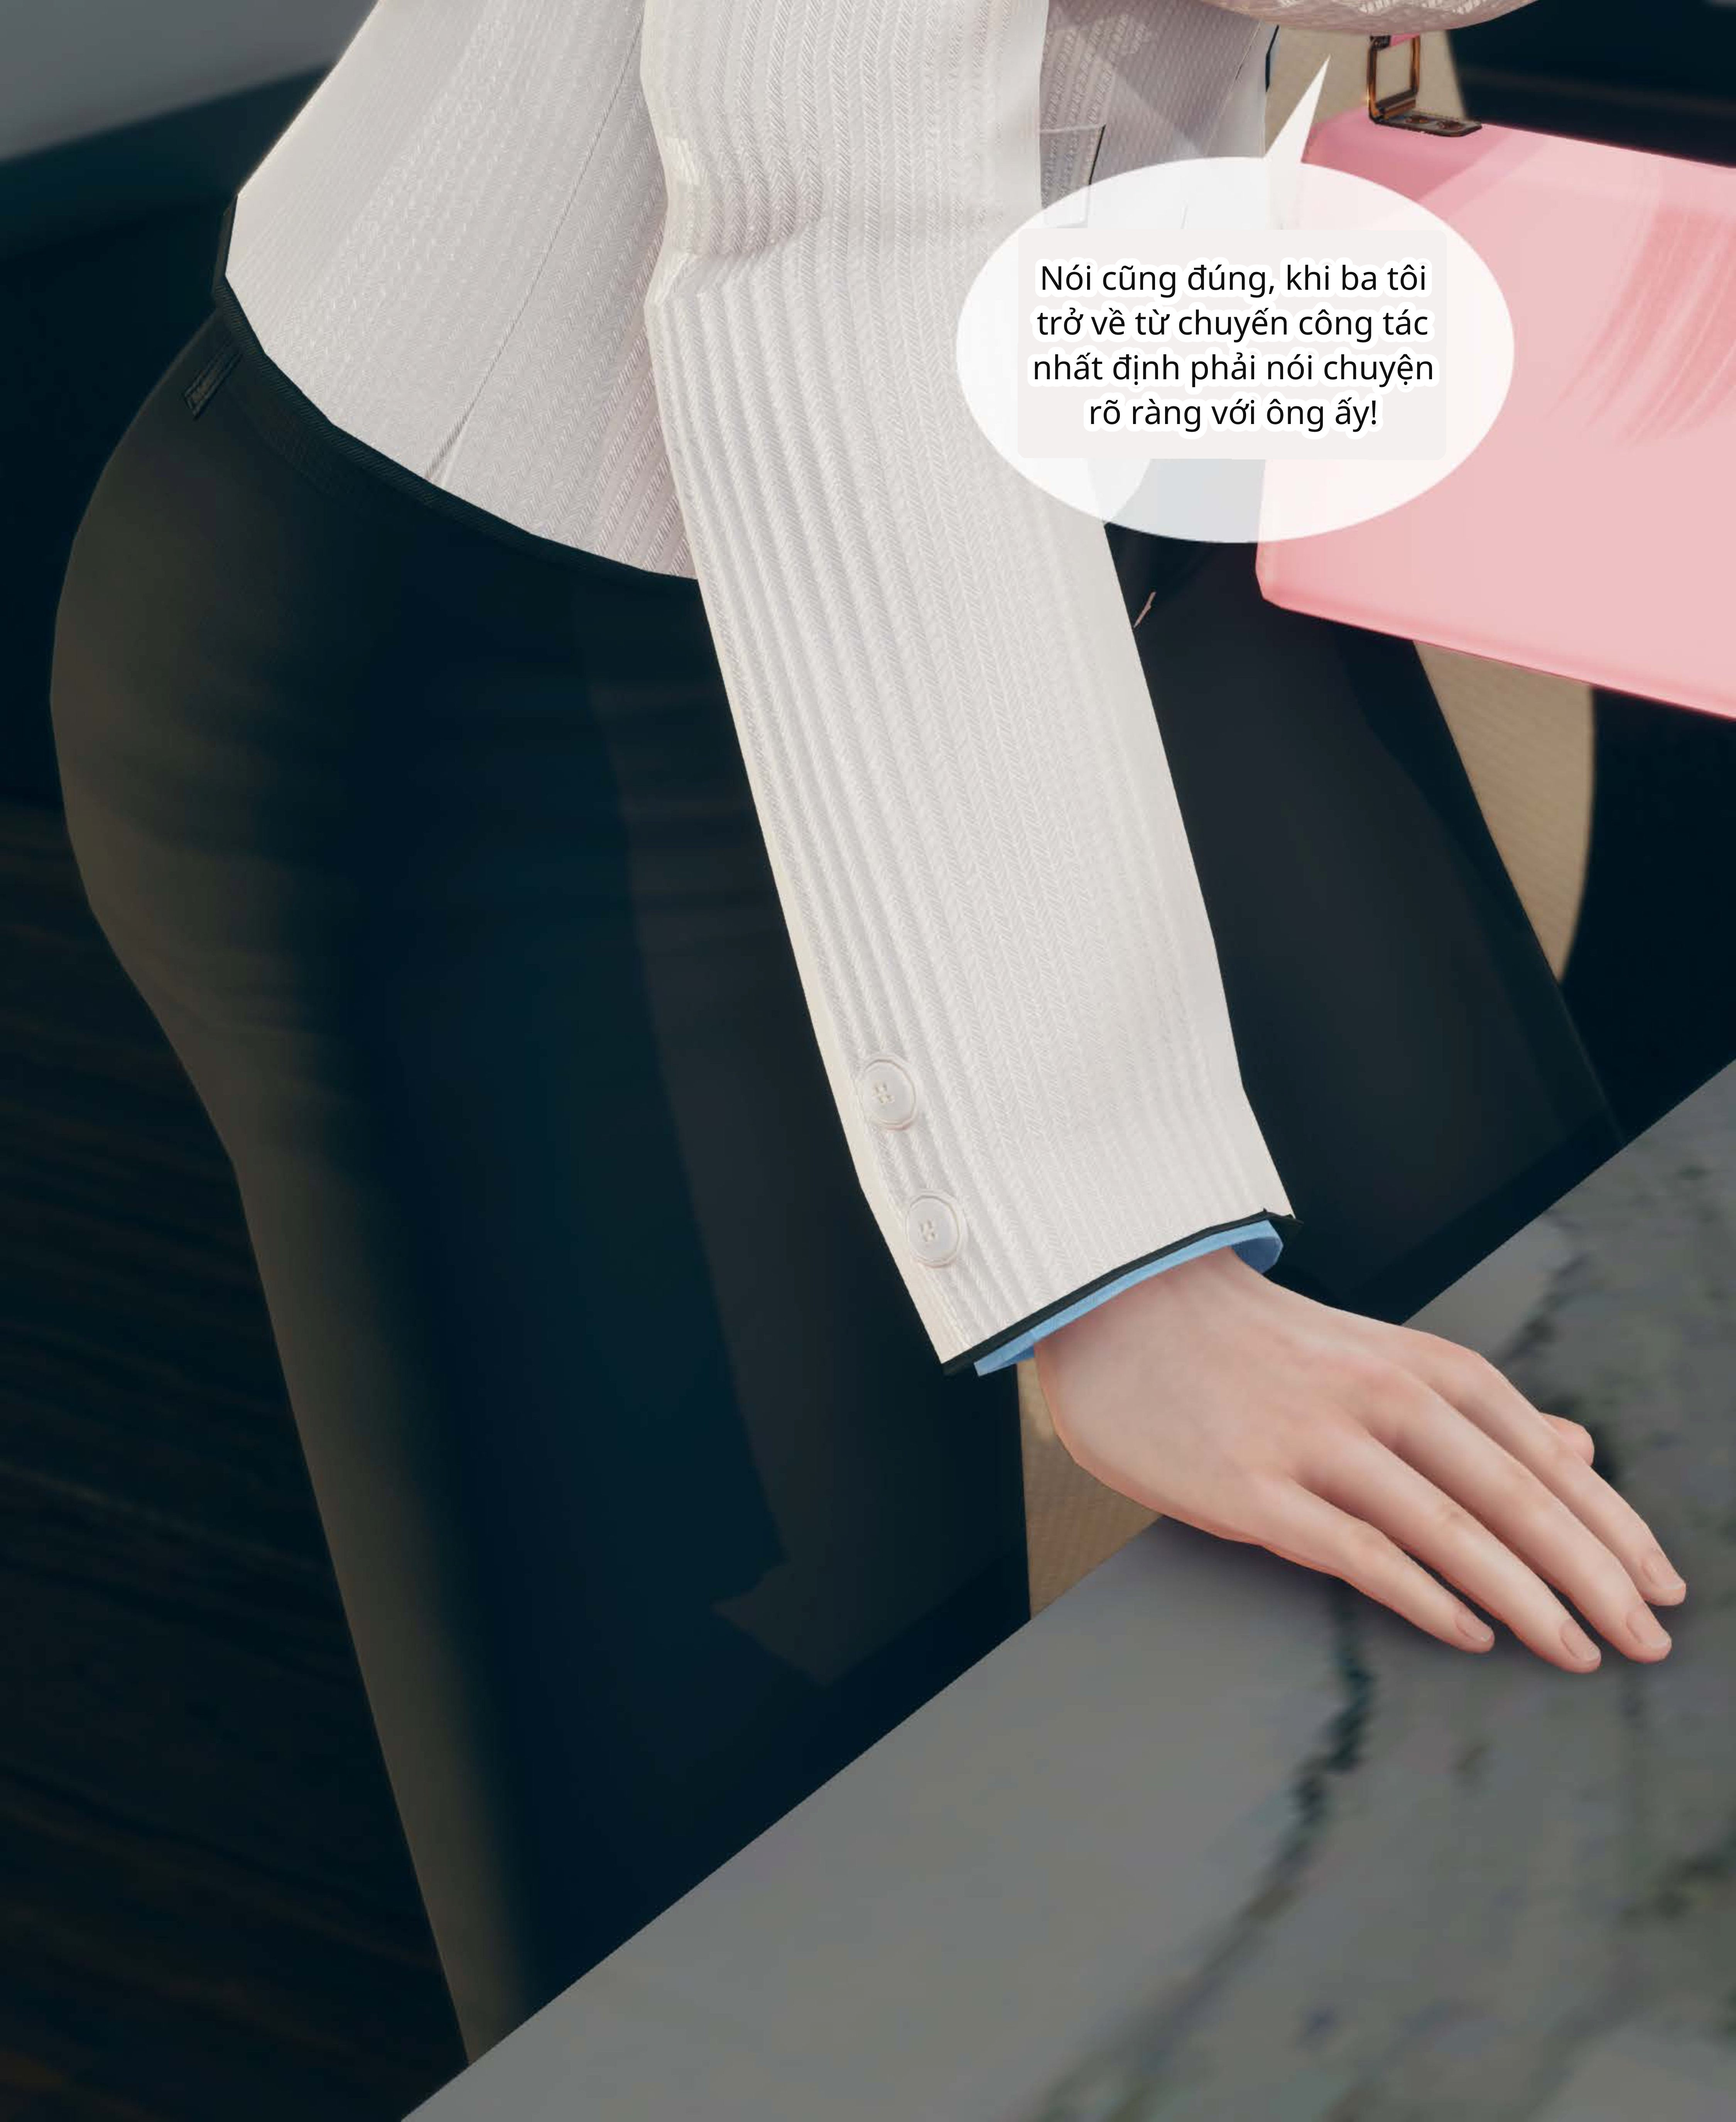 Nói cũng đúng, khi ba tôi
trở về từ chuyến công tác
nhất định phải nói chuyện
rõ ràng với ông ấy!